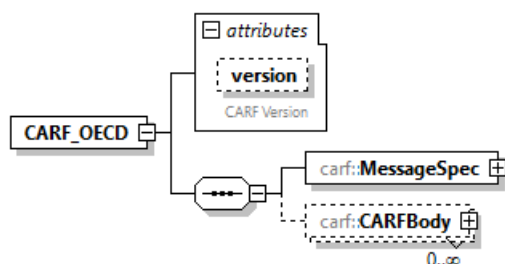 attributes
version
CARF Version
CARF_OECD
carf::MessageSpec
carf::CARFBody
0..∞